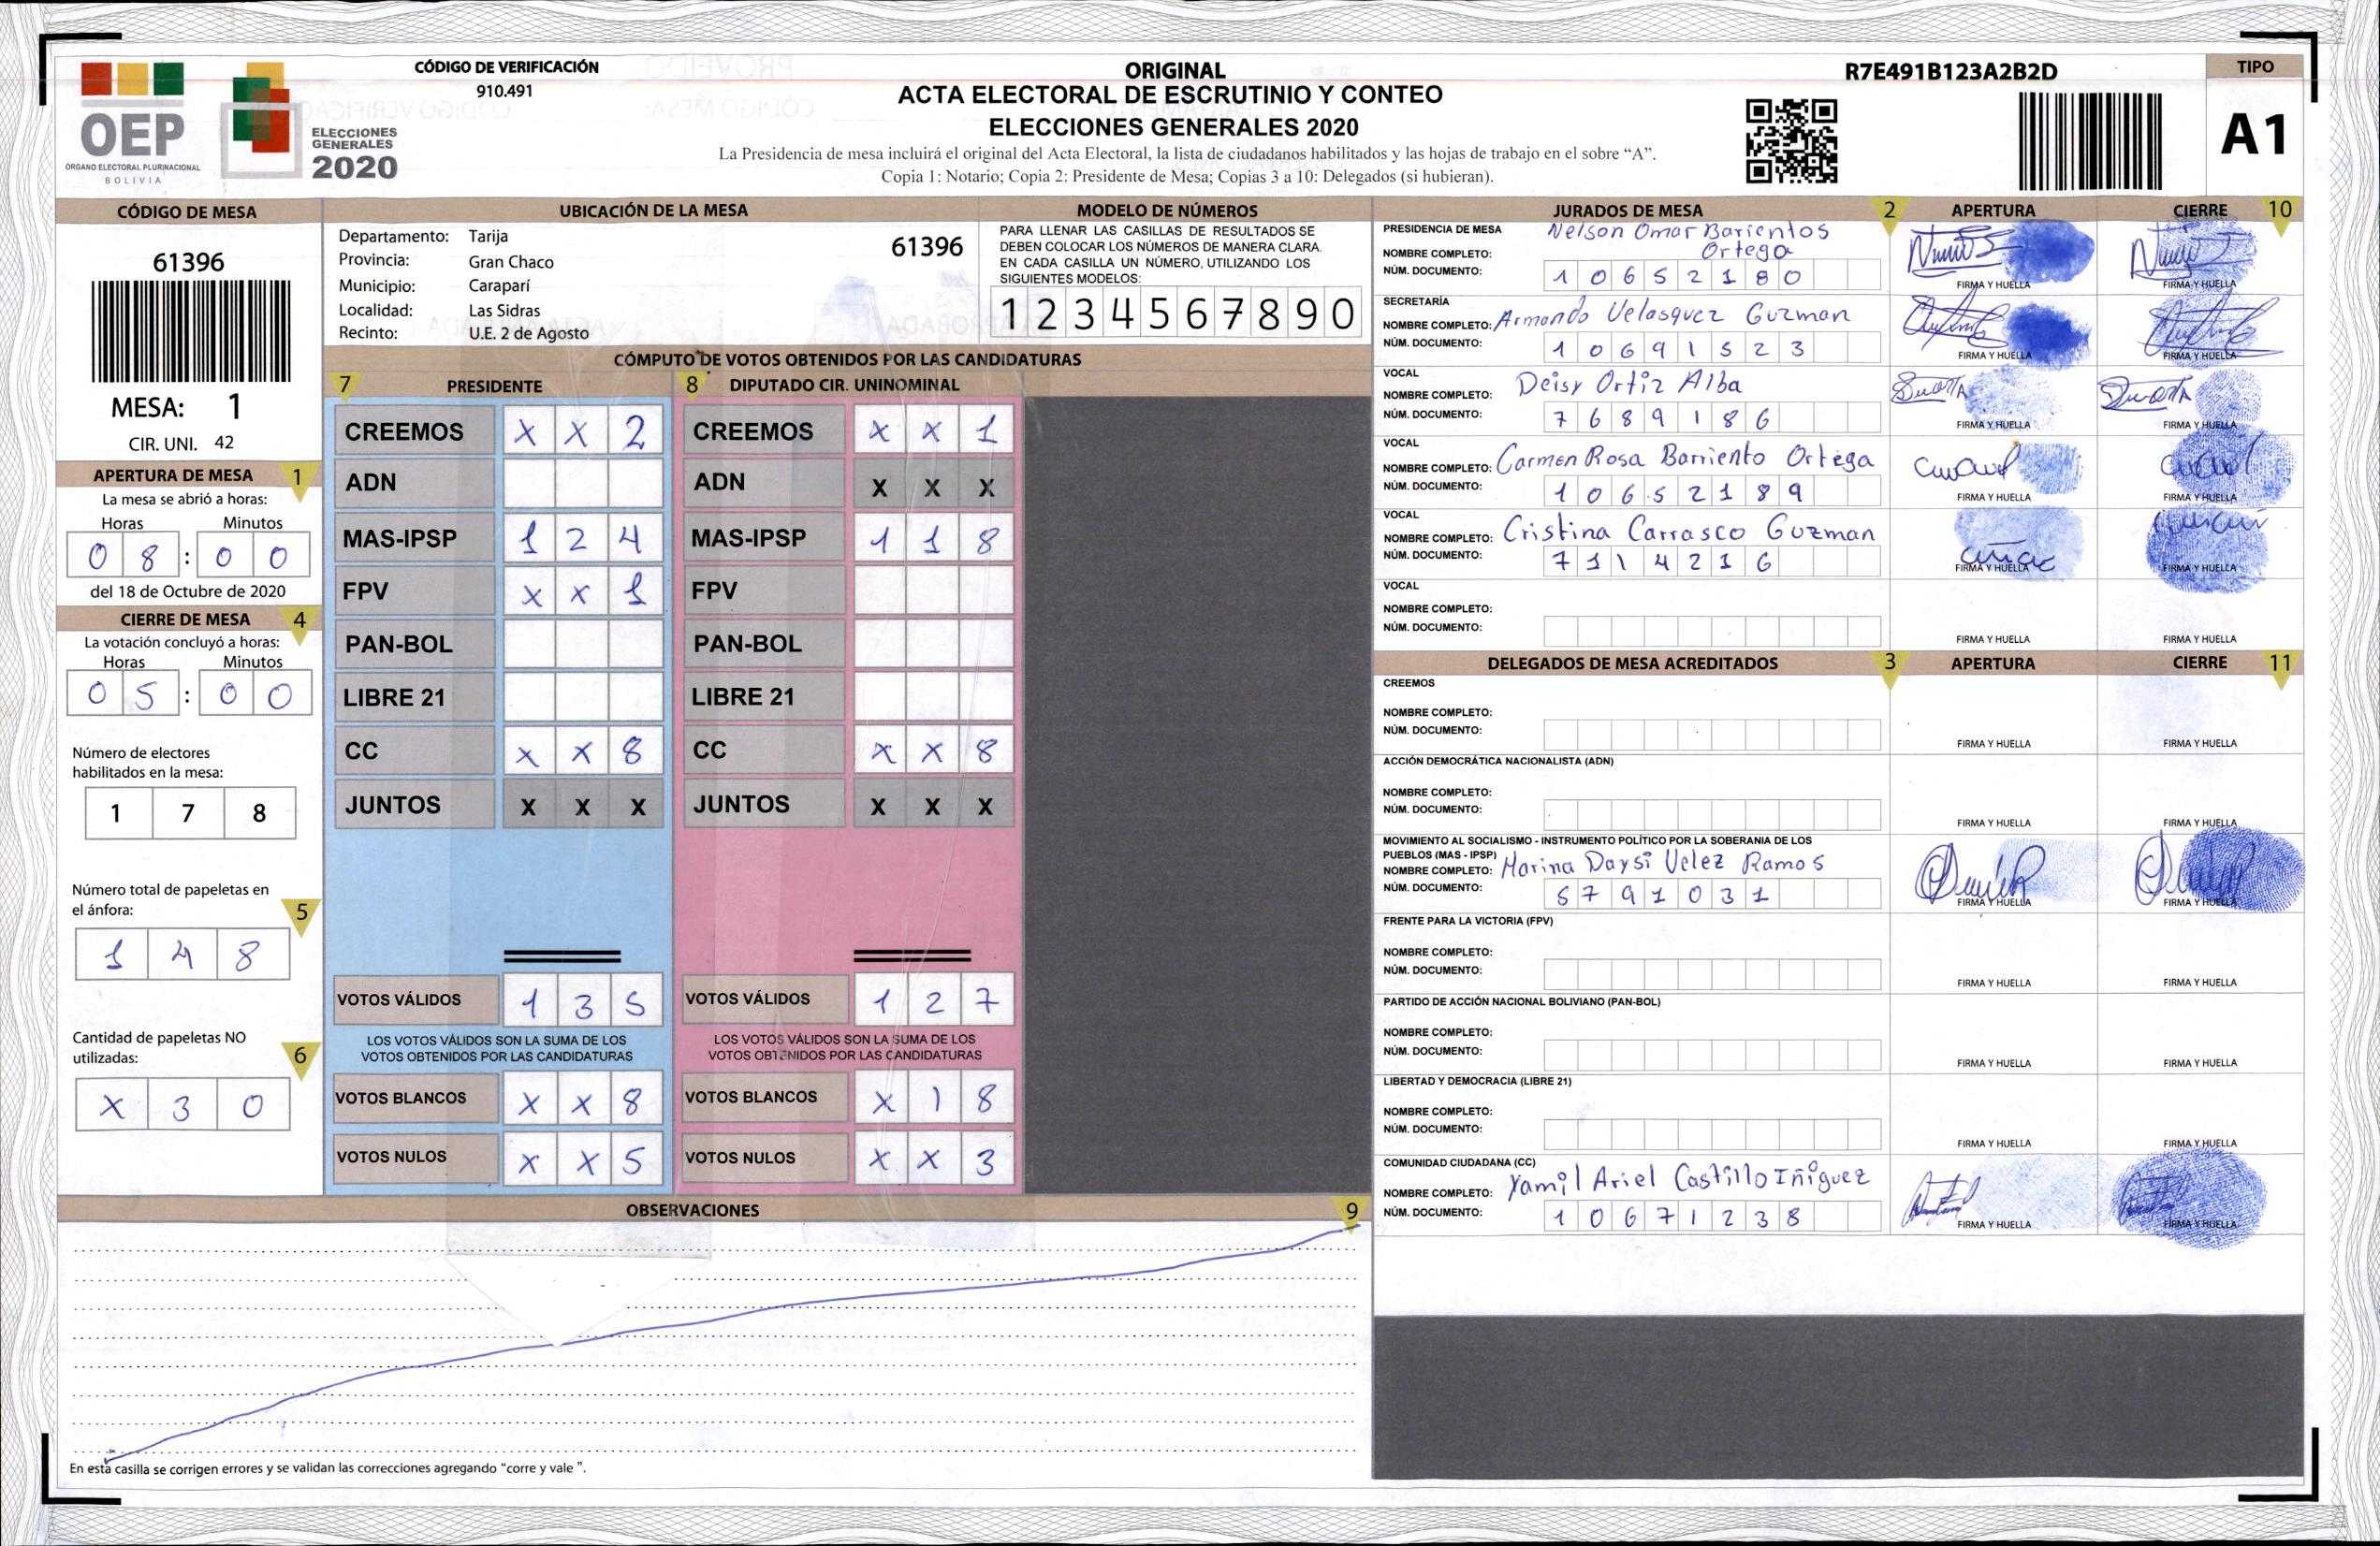 CÓDIGO DE VERIFICACIÓN
910.491
ORIGINAL
ACTA ELECTORAL DE ESCRUTINIO Y CONTEO
ELECCIONES GENERALES 2020
La Presidencia de mesa incluirá el original del Acta Electoral, la lista de ciudadanos habilitados y las hojas de trabajo en el sobre “A”.
Copia 1: Notario; Copia 2: Presidente de Mesa; Copias 3 a 10: Delegados (si hubieran).
R7E491B123A2B2D
TIPO
A1
OEP
ÓRGANO ELECTORAL PLURINACIONAL
BOLIVIA
ELECCIONES
GENERALES
2020
CÓDIGO DE MESA
61396
MESA: 1
CIR. UNI. 42
APERTURA DE MESA 1
La mesa se abrió a horas:
Horas Minutos
0 8 : 0 0
del 18 de Octubre de 2020
CIERRE DE MESA 4
La votación concluyó a horas:
Horas Minutos
0 5 : 0 0
Número de electores
habilitados en la mesa:
1 7 8
Número total de papeletas en
el ánfora: 5
1 4 8
Cantidad de papeletas NO
utilizadas: 6
X 3 0
UBICACIÓN DE LA MESA
Departamento: Tarija
61396
Provincia: Gran Chaco
Municipio: Caraparí
Localidad: Las Sidras
Recinto: U.E. 2 de Agosto
MODELO DE NÚMEROS
PARA LLENAR LAS CASILLAS DE RESULTADOS SE
DEBEN COLOCAR LOS NÚMEROS DE MANERA CLARA.
EN CADA CASILLA UN NÚMERO, UTILIZANDO LOS
SIGUIENTES MODELOS:
1 2 3 4 5 6 7 8 9 0
CÓMPUTO DE VOTOS OBTENIDOS POR LAS CANDIDATURAS
7 PRESIDENTE
CREEMOS X X 2
ADN
MAS-IPSP 1 2 4
FPV X X 1
PAN-BOL
LIBRE 21
CC X X 8
JUNTOS X X X
VOTOS VÁLIDOS 1 3 5
LOS VOTOS VÁLIDOS SON LA SUMA DE LOS
VOTOS OBTENIDOS POR LAS CANDIDATURAS
VOTOS BLANCOS X X 8
VOTOS NULOS X X 5
8 DIPUTADO CIR. UNINOMINAL
CREEMOS X X 1
ADN X X X
MAS-IPSP 1 1 8
FPV
PAN-BOL
LIBRE 21
CC X X 8
JUNTOS X X X
VOTOS VÁLIDOS 1 2 7
LOS VOTOS VÁLIDOS SON LA SUMA DE LOS
VOTOS OBTENIDOS POR LAS CANDIDATURAS
VOTOS BLANCOS X 1 8
VOTOS NULOS X X 3
OBSERVACIONES 9
En esta casilla se corrigen errores y se validan las correcciones agregando “corre y vale ”.
JURADOS DE MESA 2 APERTURA CIERRE 10
PRESIDENCIA DE MESA Nelson Omar Barientos
NOMBRE COMPLETO: Ortega
NÚM. DOCUMENTO: 1 0 6 5 2 1 8 0
FIRMA Y HUELLA FIRMA Y HUELLA
SECRETARÍA
NOMBRE COMPLETO: Armando Velasquez Guzman
NÚM. DOCUMENTO: 1 0 6 9 1 5 2 3
FIRMA Y HUELLA FIRMA Y HUELLA
VOCAL
NOMBRE COMPLETO: Deisy Ortiz Alba
NÚM. DOCUMENTO: 7 6 8 9 1 8 6
FIRMA Y HUELLA FIRMA Y HUELLA
VOCAL
NOMBRE COMPLETO: Carmen Rosa Barriento Ortega
NÚM. DOCUMENTO: 1 0 6 5 2 1 8 9
FIRMA Y HUELLA FIRMA Y HUELLA
VOCAL
NOMBRE COMPLETO: Cristina Carrasco Guzman
NÚM. DOCUMENTO: 7 1 1 4 2 1 6
FIRMA Y HUELLA FIRMA Y HUELLA
VOCAL
NOMBRE COMPLETO:
NÚM. DOCUMENTO:
FIRMA Y HUELLA FIRMA Y HUELLA
DELEGADOS DE MESA ACREDITADOS 3 APERTURA CIERRE 11
CREEMOS
NOMBRE COMPLETO:
NÚM. DOCUMENTO:
FIRMA Y HUELLA FIRMA Y HUELLA
ACCIÓN DEMOCRÁTICA NACIONALISTA (ADN)
NOMBRE COMPLETO:
NÚM. DOCUMENTO:
FIRMA Y HUELLA FIRMA Y HUELLA
MOVIMIENTO AL SOCIALISMO - INSTRUMENTO POLÍTICO POR LA SOBERANIA DE LOS
PUEBLOS (MAS - IPSP)
NOMBRE COMPLETO: Marina Daysi Velez Ramos
NÚM. DOCUMENTO: 5 7 9 1 0 3 1
FIRMA Y HUELLA FIRMA Y HUELLA
FRENTE PARA LA VICTORIA (FPV)
NOMBRE COMPLETO:
NÚM. DOCUMENTO:
FIRMA Y HUELLA FIRMA Y HUELLA
PARTIDO DE ACCIÓN NACIONAL BOLIVIANO (PAN-BOL)
NOMBRE COMPLETO:
NÚM. DOCUMENTO:
FIRMA Y HUELLA FIRMA Y HUELLA
LIBERTAD Y DEMOCRACIA (LIBRE 21)
NOMBRE COMPLETO:
NÚM. DOCUMENTO:
FIRMA Y HUELLA FIRMA Y HUELLA
COMUNIDAD CIUDADANA (CC)
NOMBRE COMPLETO: Yamil Ariel Castillo Iñiguez
NÚM. DOCUMENTO: 1 0 6 7 1 2 3 8
FIRMA Y HUELLA FIRMA Y HUELLA